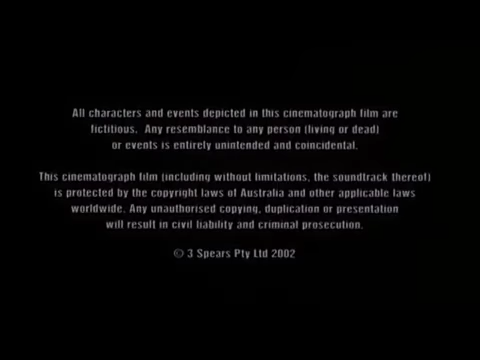 All characters and events depicted in this cinematograph film are
fictitious. Any resemblance to any person (living or dead)
or events is entirely unintended and coincidental.
This cinematograph film (including without limitations, the soundtrack thereof)
is protected by the copyright laws of Australia and other applicable laws
worldwide. Any unauthorised copying, duplication or presentation
will result in civil liability and criminal prosecution.
© 3 Spears Pty Ltd 2002